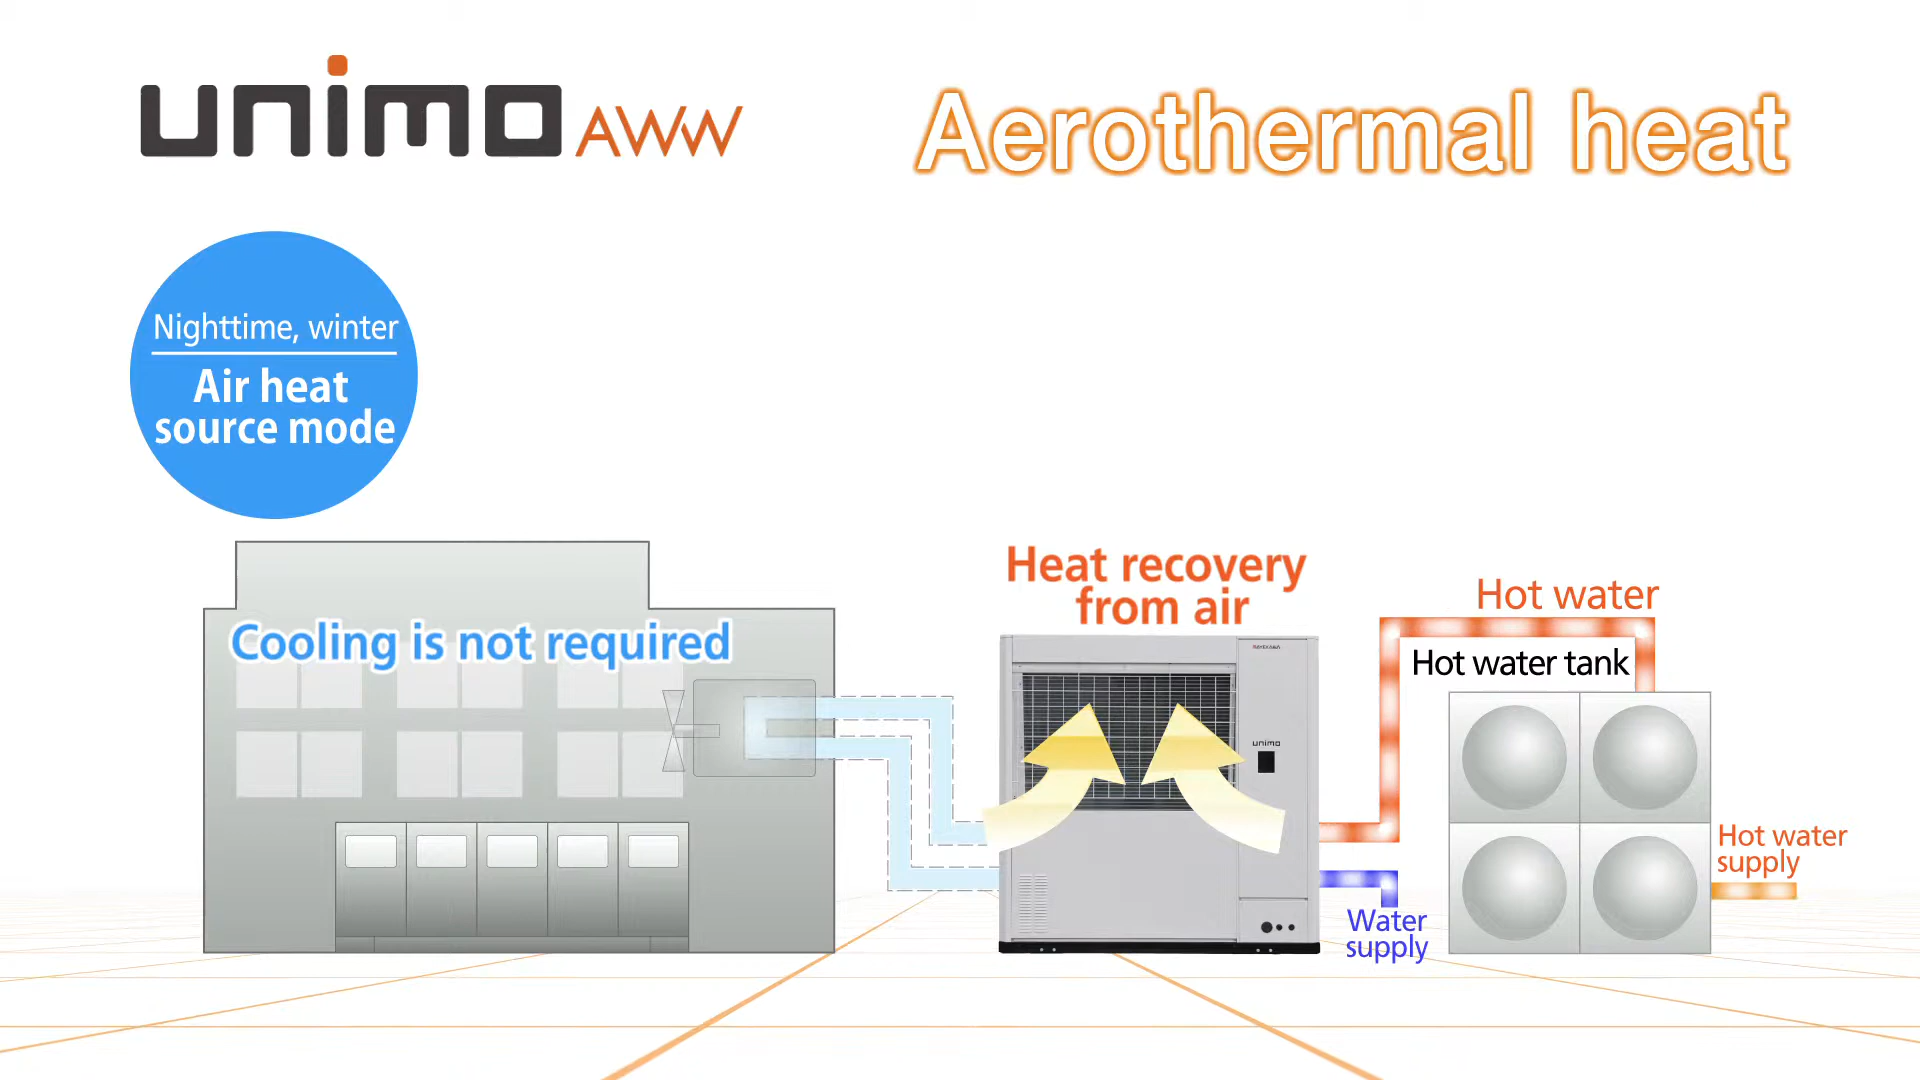 unimo AWW
Aerothermal heat
Nighttime, winter
Air heat
source mode
Cooling is not required
Heat recovery
from air
MAYEKAWA
unimo
Hot water
Hot water tank
Hot water
supply
Water
supply